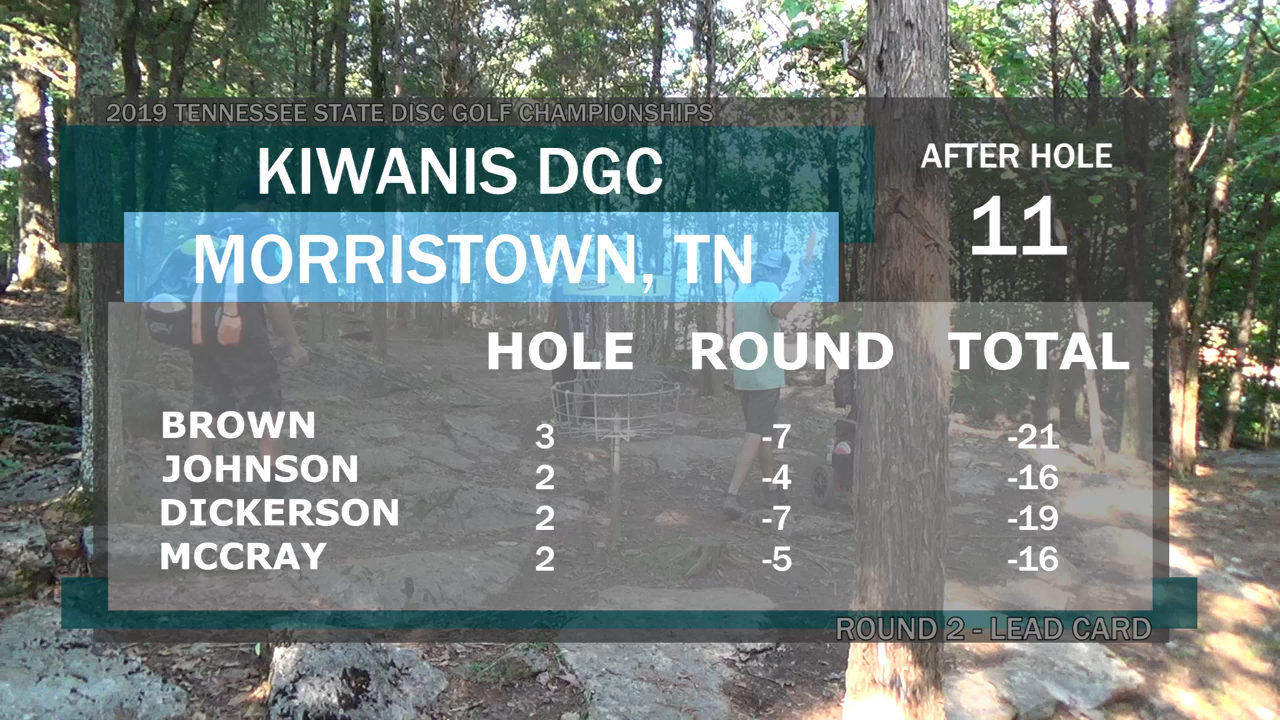 2019 TENNESSEE STATE DISC GOLF CHAMPIONSHIPS
KIWANIS DGC
MORRISTOWN, TN
AFTER HOLE
11
HOLE ROUND TOTAL
BROWN 3 -7 -21
JOHNSON 2 -4 -16
DICKERSON 2 -7 -19
MCCRAY 2 -5 -16
ROUND 2 - LEAD CARD